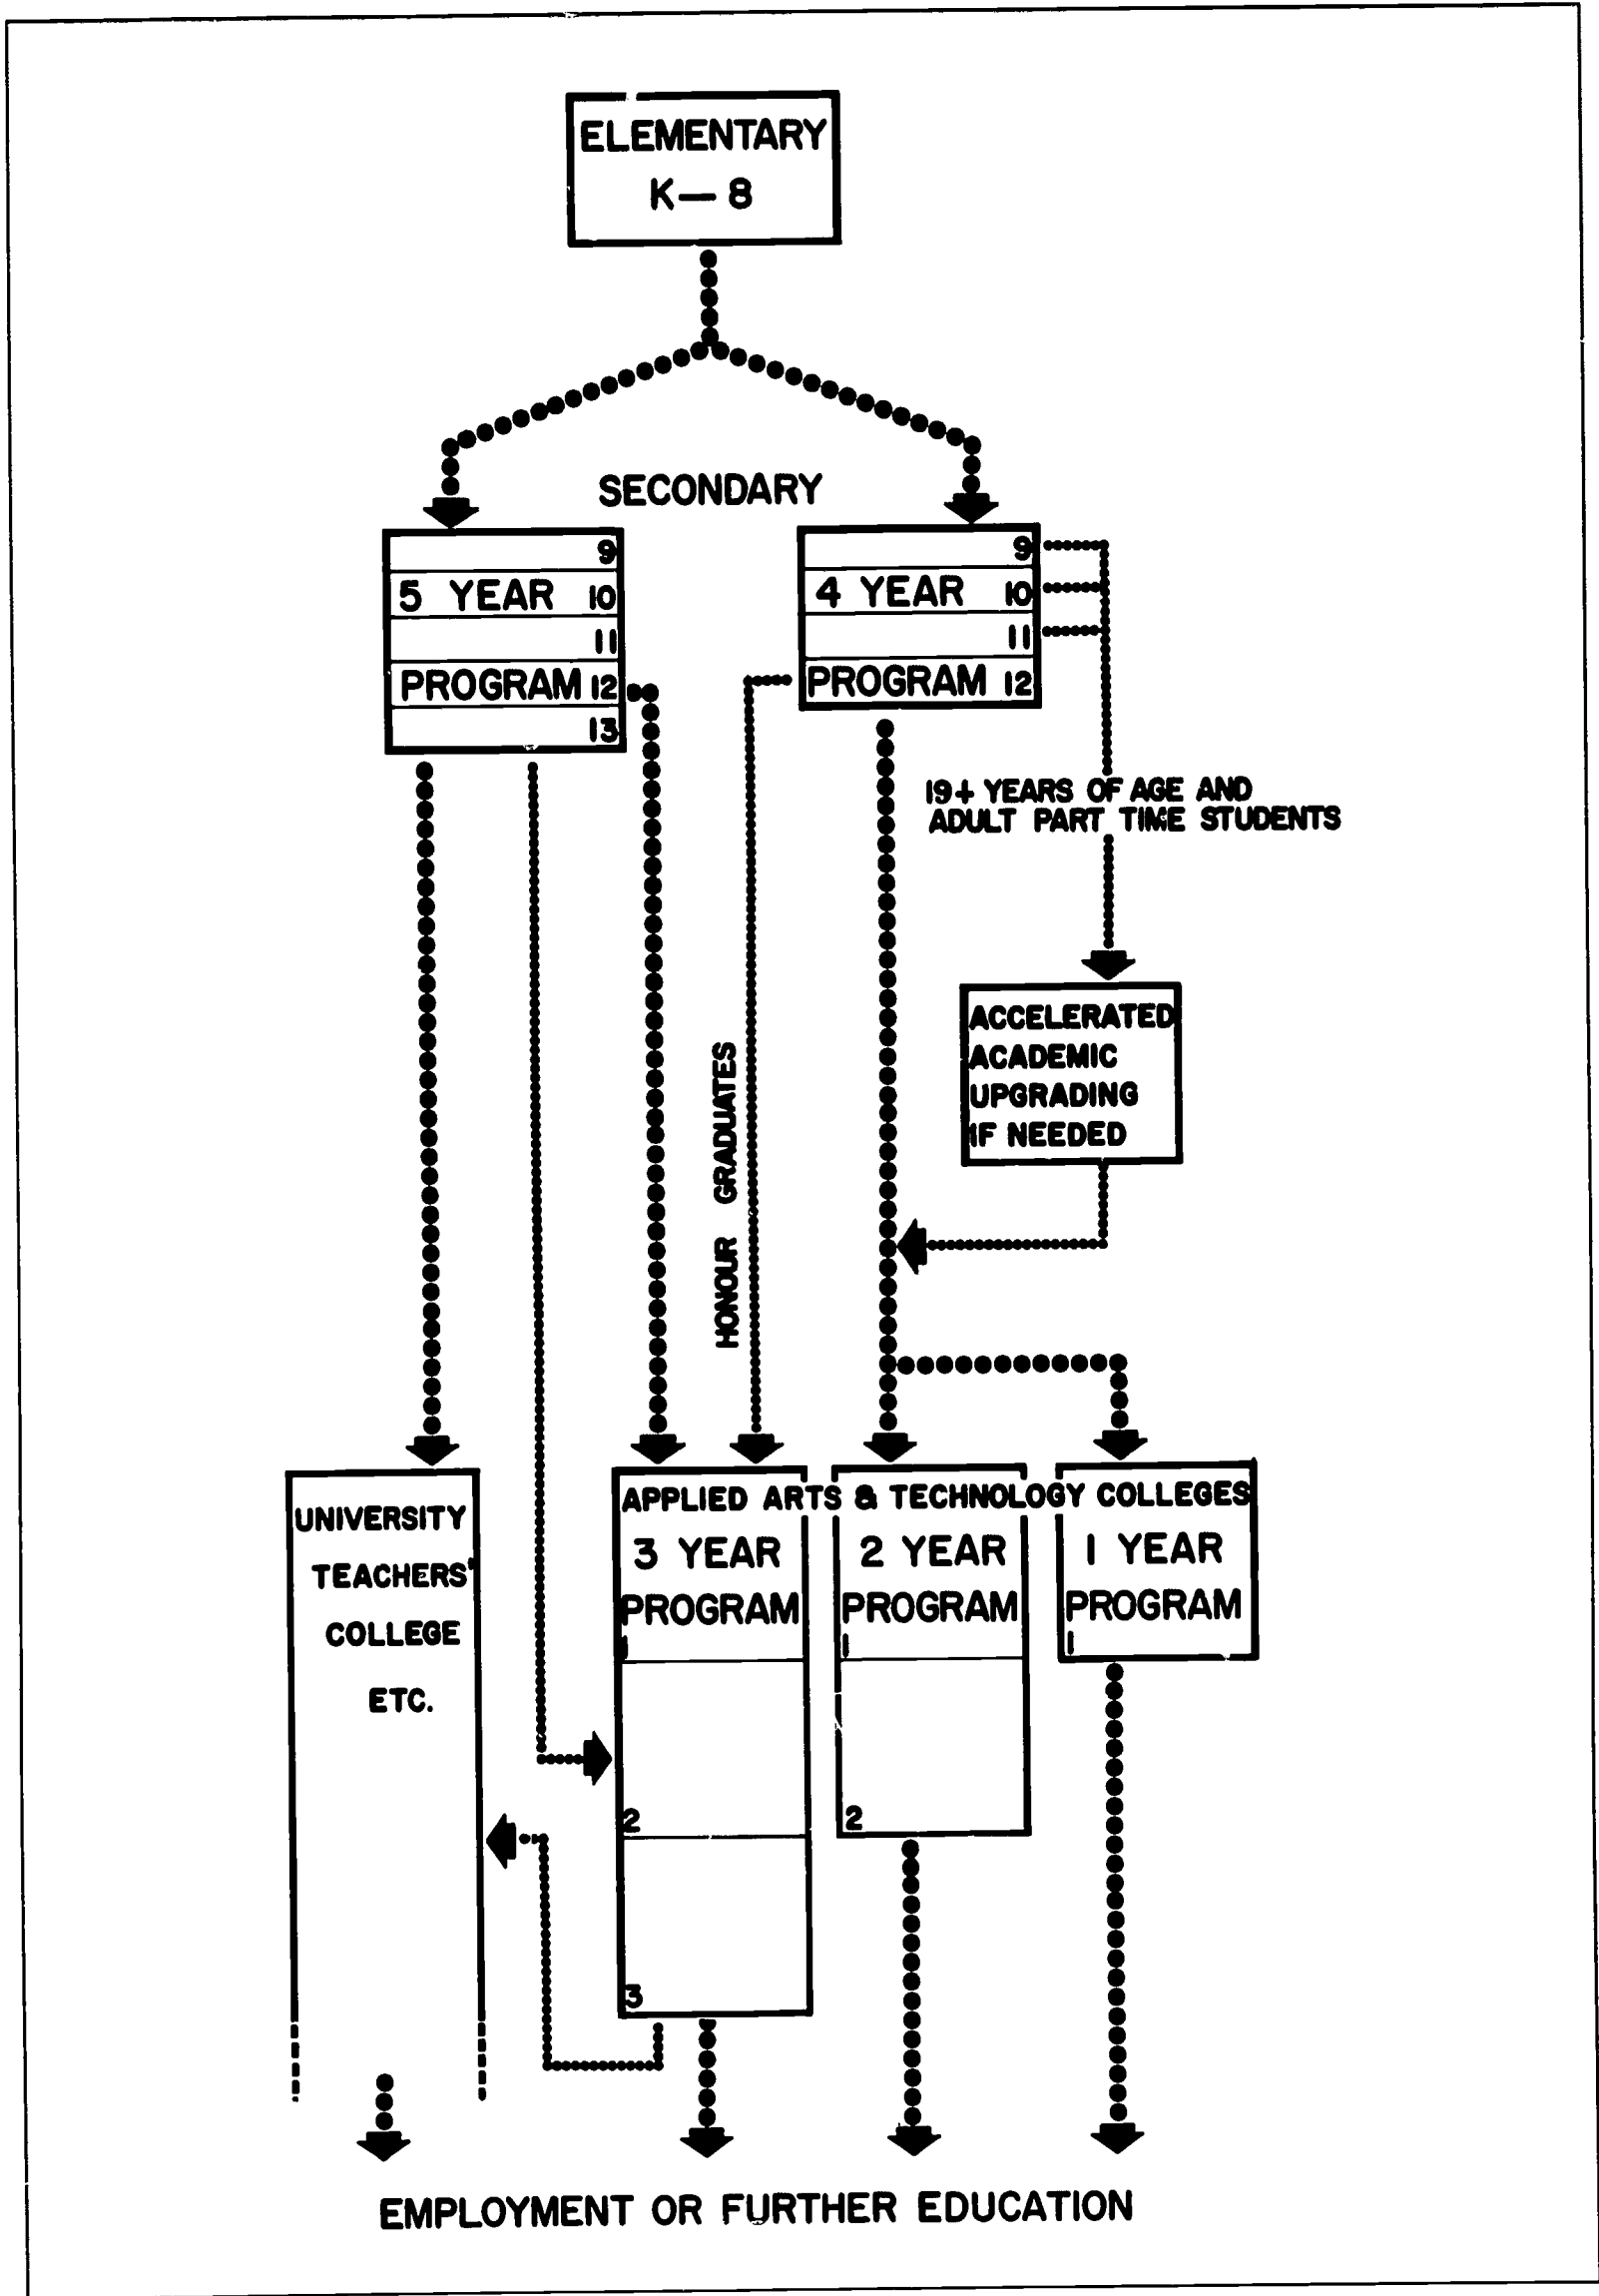 ELEMENTARY
K — 8
SECONDARY
9
5 YEAR 10
11
PROGRAM 12
13
9
4 YEAR 10
11
PROGRAM 12
19+ YEARS OF AGE AND
ADULT PART TIME STUDENTS
ACCELERATED
ACADEMIC
UPGRADING
IF NEEDED
HONOUR GRADUATES
UNIVERSITY
TEACHERS'
COLLEGE
ETC.
APPLIED ARTS & TECHNOLOGY COLLEGES
3 YEAR
PROGRAM
1
2
3
2 YEAR
PROGRAM
1
2
1 YEAR
PROGRAM
1
EMPLOYMENT OR FURTHER EDUCATION